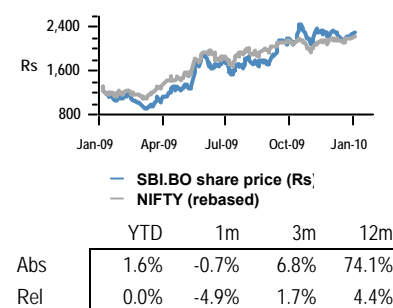 2,400
Rs 1,600
800
Jan-09 Apr-09 Jul-09 Oct-09 Jan-10
SBI.BO share price (Rs)
NIFTY (rebased)
YTD 1m 3m 12m
Abs 1.6% -0.7% 6.8% 74.1%
Rel 0.0% -4.9% 1.7% 4.4%